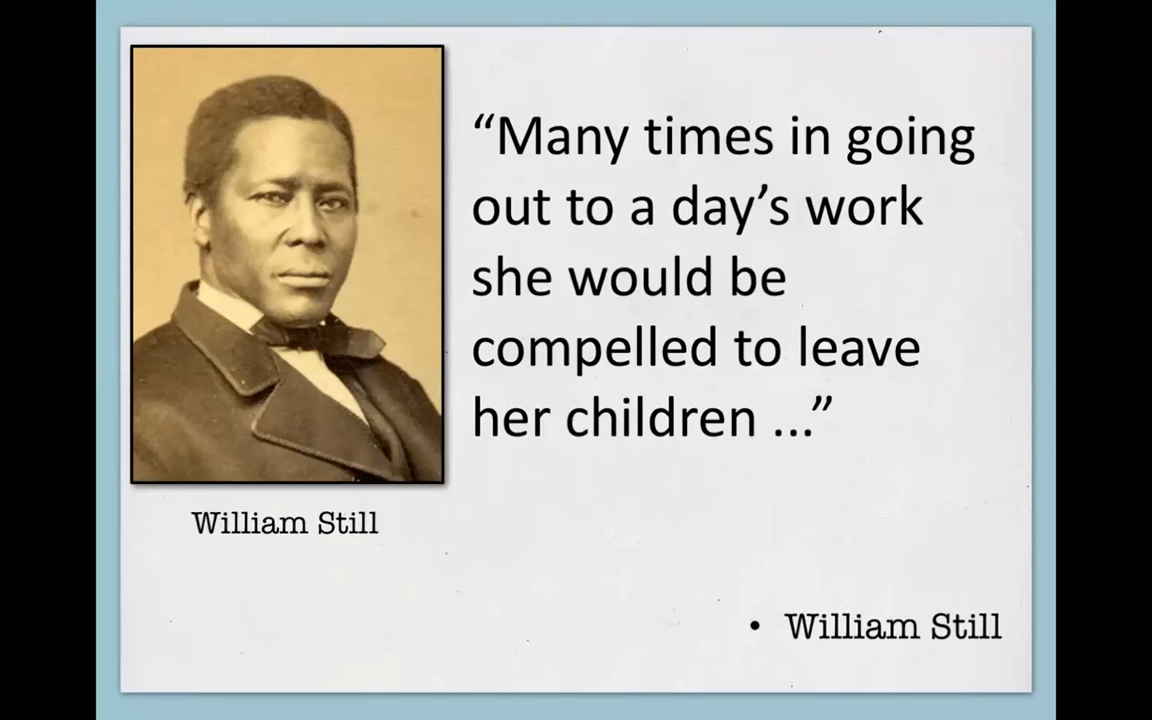 “Many times in going
out to a day’s work
she would be
compelled to leave
her children ...”
William Still
• William Still